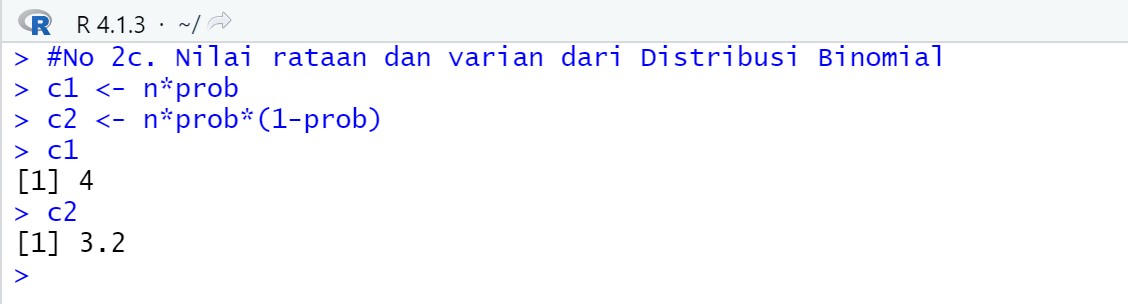 R R 4.1.3 · ~/
> #No 2c. Nilai rataan dan varian dari Distribusi Binomial
> c1 <- n*prob
> c2 <- n*prob*(1-prob)
> c1
[1] 4
> c2
[1] 3.2
>